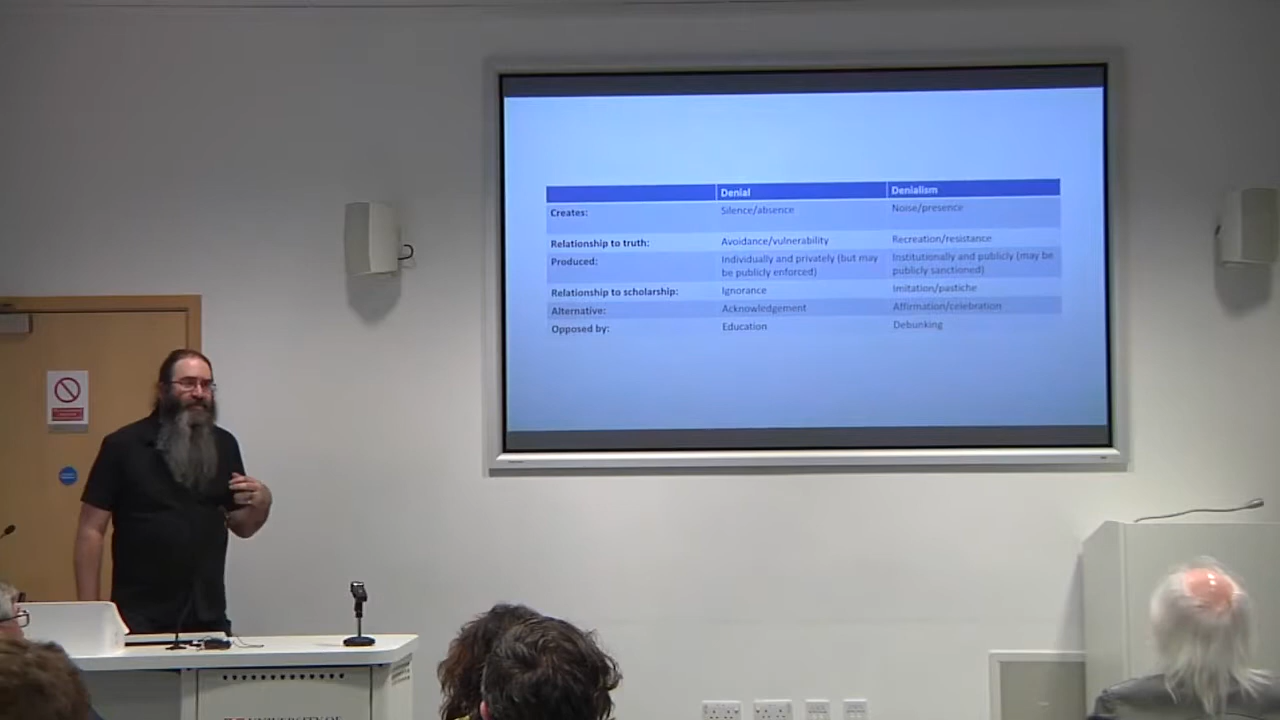 Denial Denialism
Creates: Silence/absence Noise/presence
Relationship to truth: Avoidance/vulnerability Recreation/resistance
Produced: Individually and privately (but may Institutionally and publicly (may be
be publicly enforced) publicly sanctioned)
Relationship to scholarship: Ignorance Imitation/pastiche
Alternative: Acknowledgement Affirmation/celebration
Opposed by: Education Debunking
UNIVERSITY OF